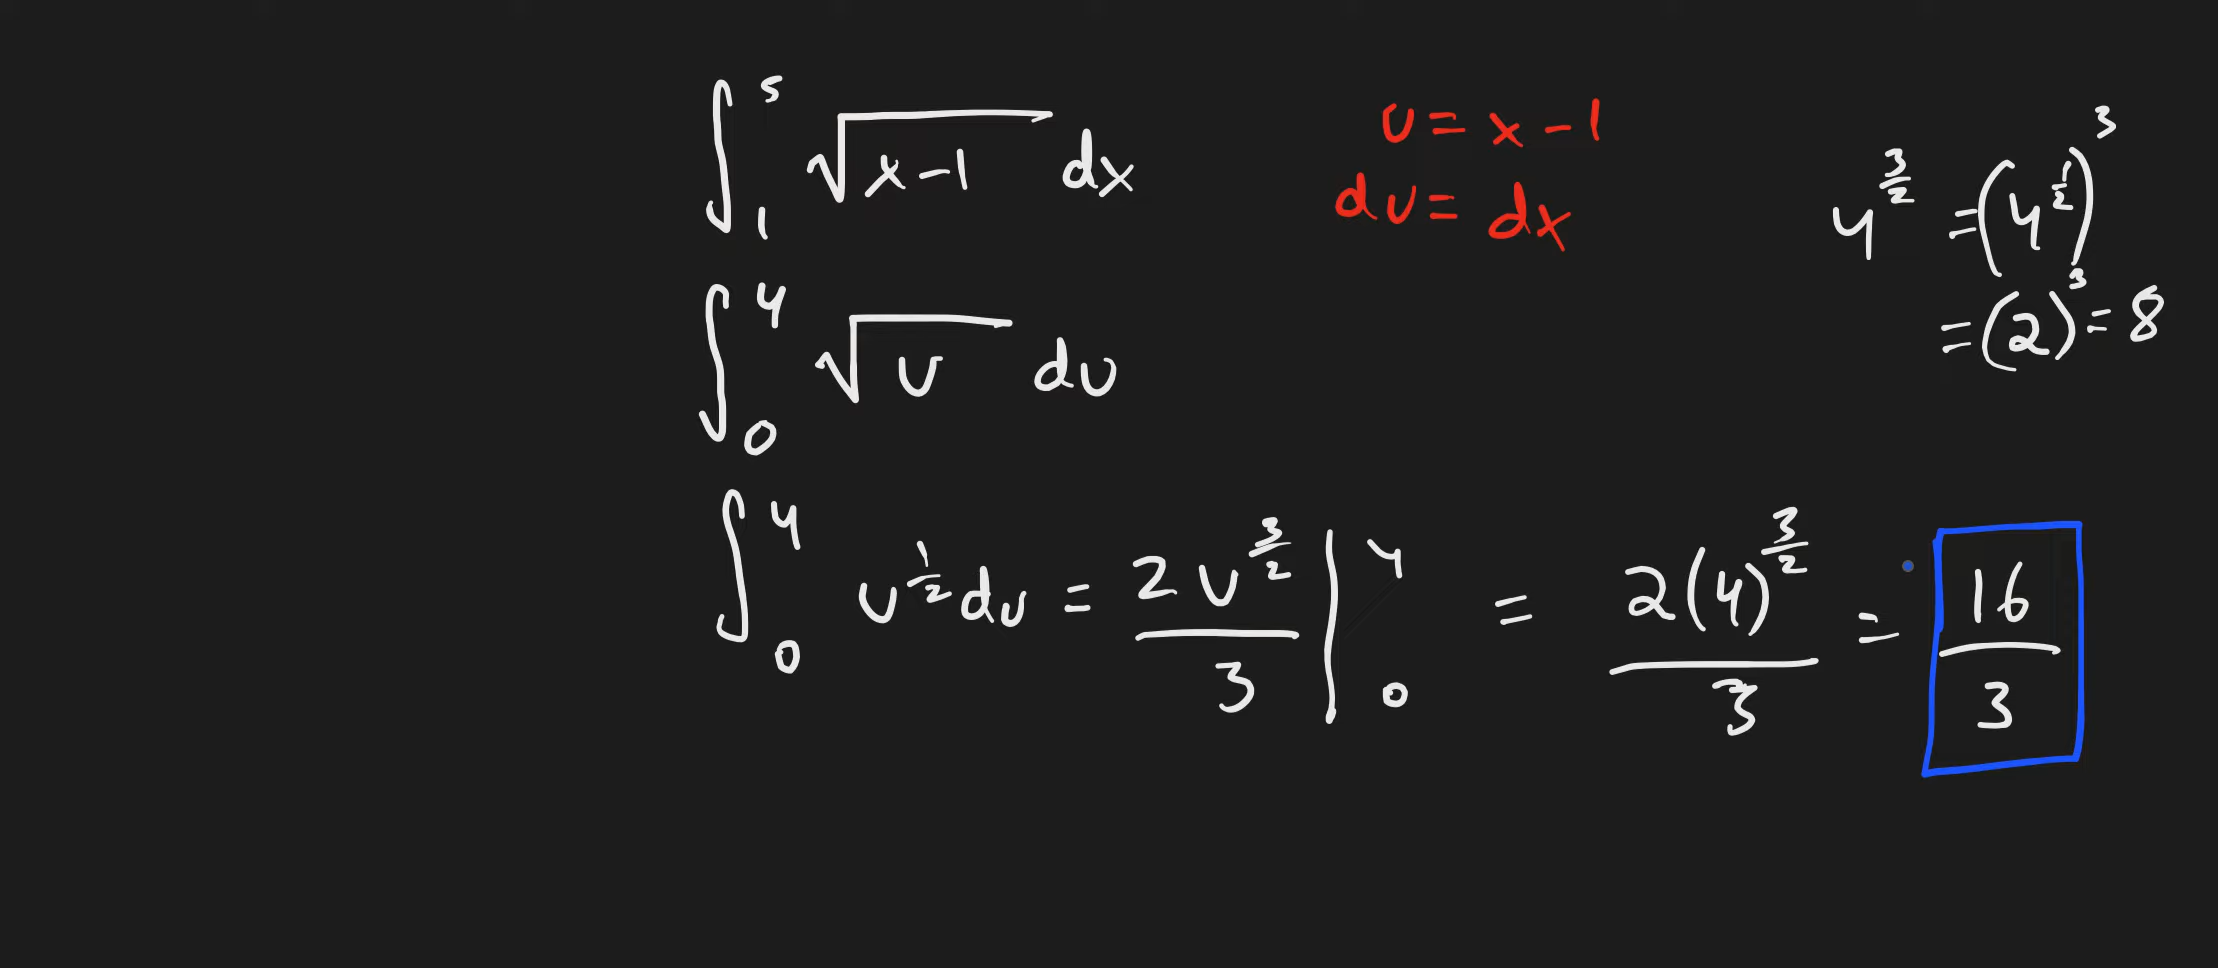 ∫₁⁵ √(x-1) dx
u = x - 1
du = dx
4^(3/2) = (4^(1/2))³
= (2)³ = 8
∫₀⁴ √u du
∫₀⁴ u^(1/2) du = 2u^(3/2)/3 |₀⁴ = 2(4)^(3/2)/3 = 16/3